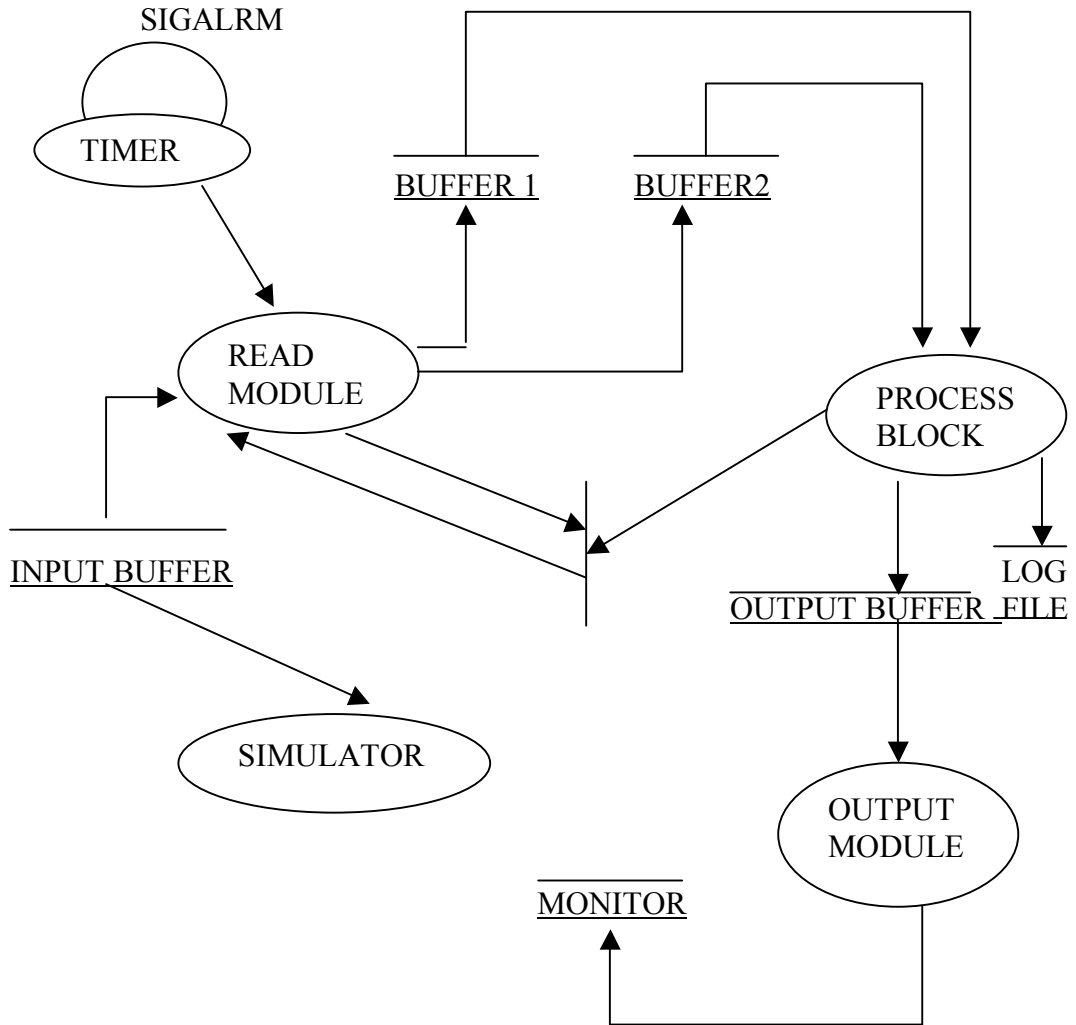 SIGALRM
TIMER
BUFFER 1
BUFFER2
READ
MODULE
PROCESS
BLOCK
INPUT BUFFER
LOG
FILE
OUTPUT BUFFER
SIMULATOR
OUTPUT
MODULE
MONITOR